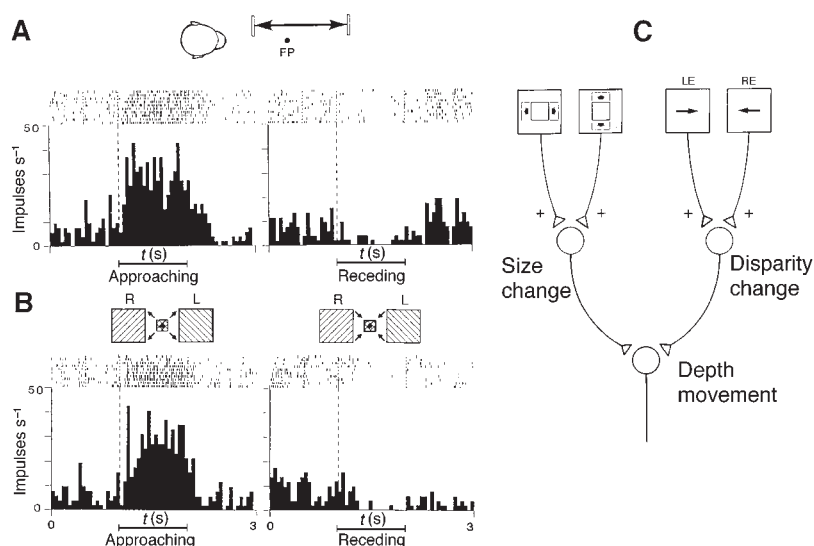 A
FP
C
50
Impulses s⁻¹
0
t (s)
Approaching
t (s)
Receding
LE
RE
+
+
+
+
Size
change
Disparity
change
Depth
movement
B
R
L
R
L
50
Impulses s⁻¹
0
0
t (s)
3
Approaching
0
t (s)
3
Receding